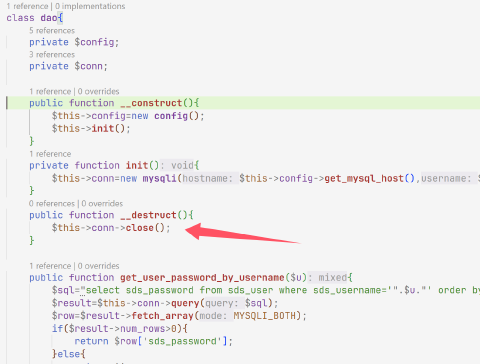 1 reference | 0 implementations
class dao{
5 references
private $config;
3 references
private $conn;
1 reference | 0 overrides
public function __construct(){
$this->config=new config();
$this->init();
}
1 reference
private function init(): void{
$this->conn=new mysqli(hostname: $this->config->get_mysql_host(),username: $
}
0 references | 0 overrides
public function __destruct(){
$this->conn->close();
}
1 reference | 0 overrides
public function get_user_password_by_username($u): mixed{
$sql="select sds_password from sds_user where sds_username='".$u."' order by
$result=$this->conn->query(query: $sql);
$row=$result->fetch_array(mode: MYSQLI_BOTH);
if($result->num_rows>0){
return $row['sds_password'];
}else{